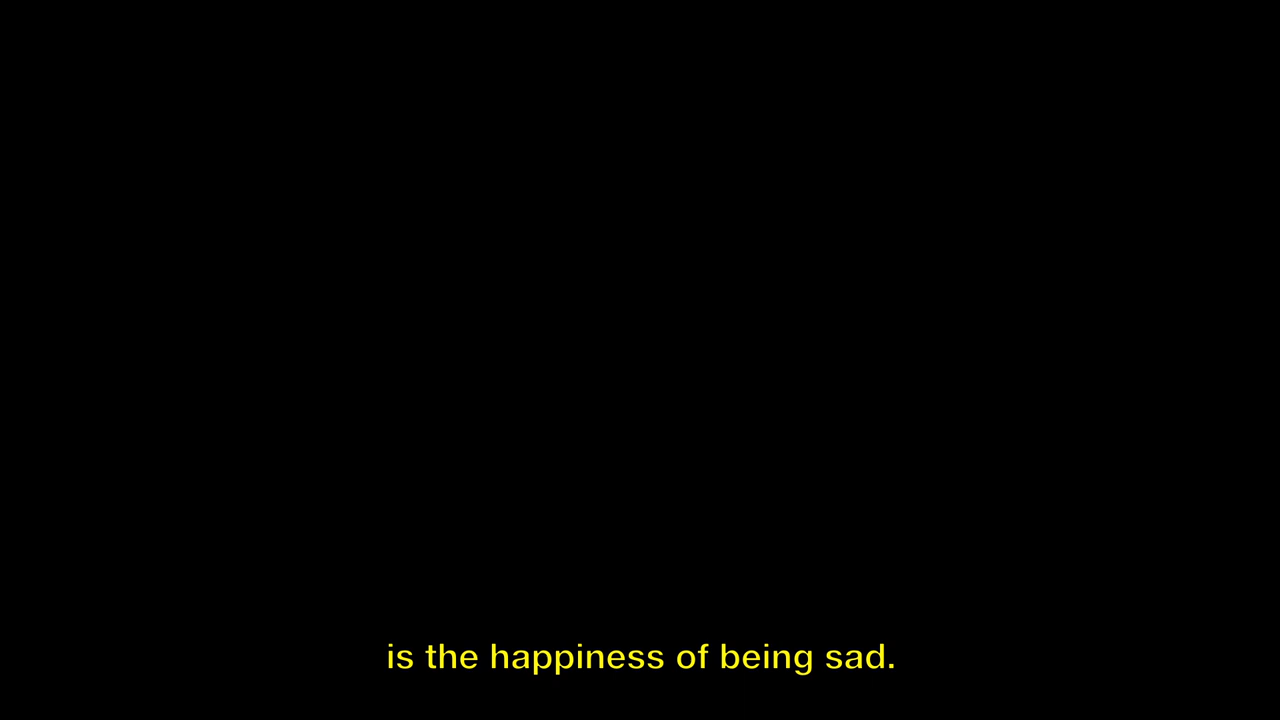 is the happiness of being sad.